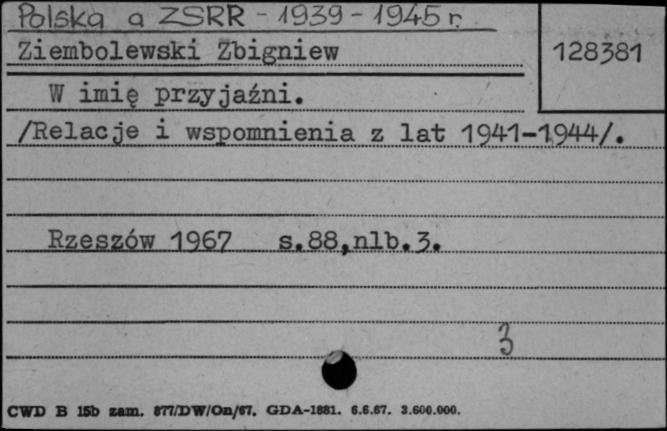 Polska a ZSRR - 1939 - 1945 r.
Ziembolewski Zbigniew
128381
W imię przyjaźni.
/Relacje i wspomnienia z lat 1941-1944/.
Rzeszów 1967 s.88,nlb.3.
3
CWD B 15b zam. 877/DW/On/67. GDA-1881. 6.6.67. 3.600.000.